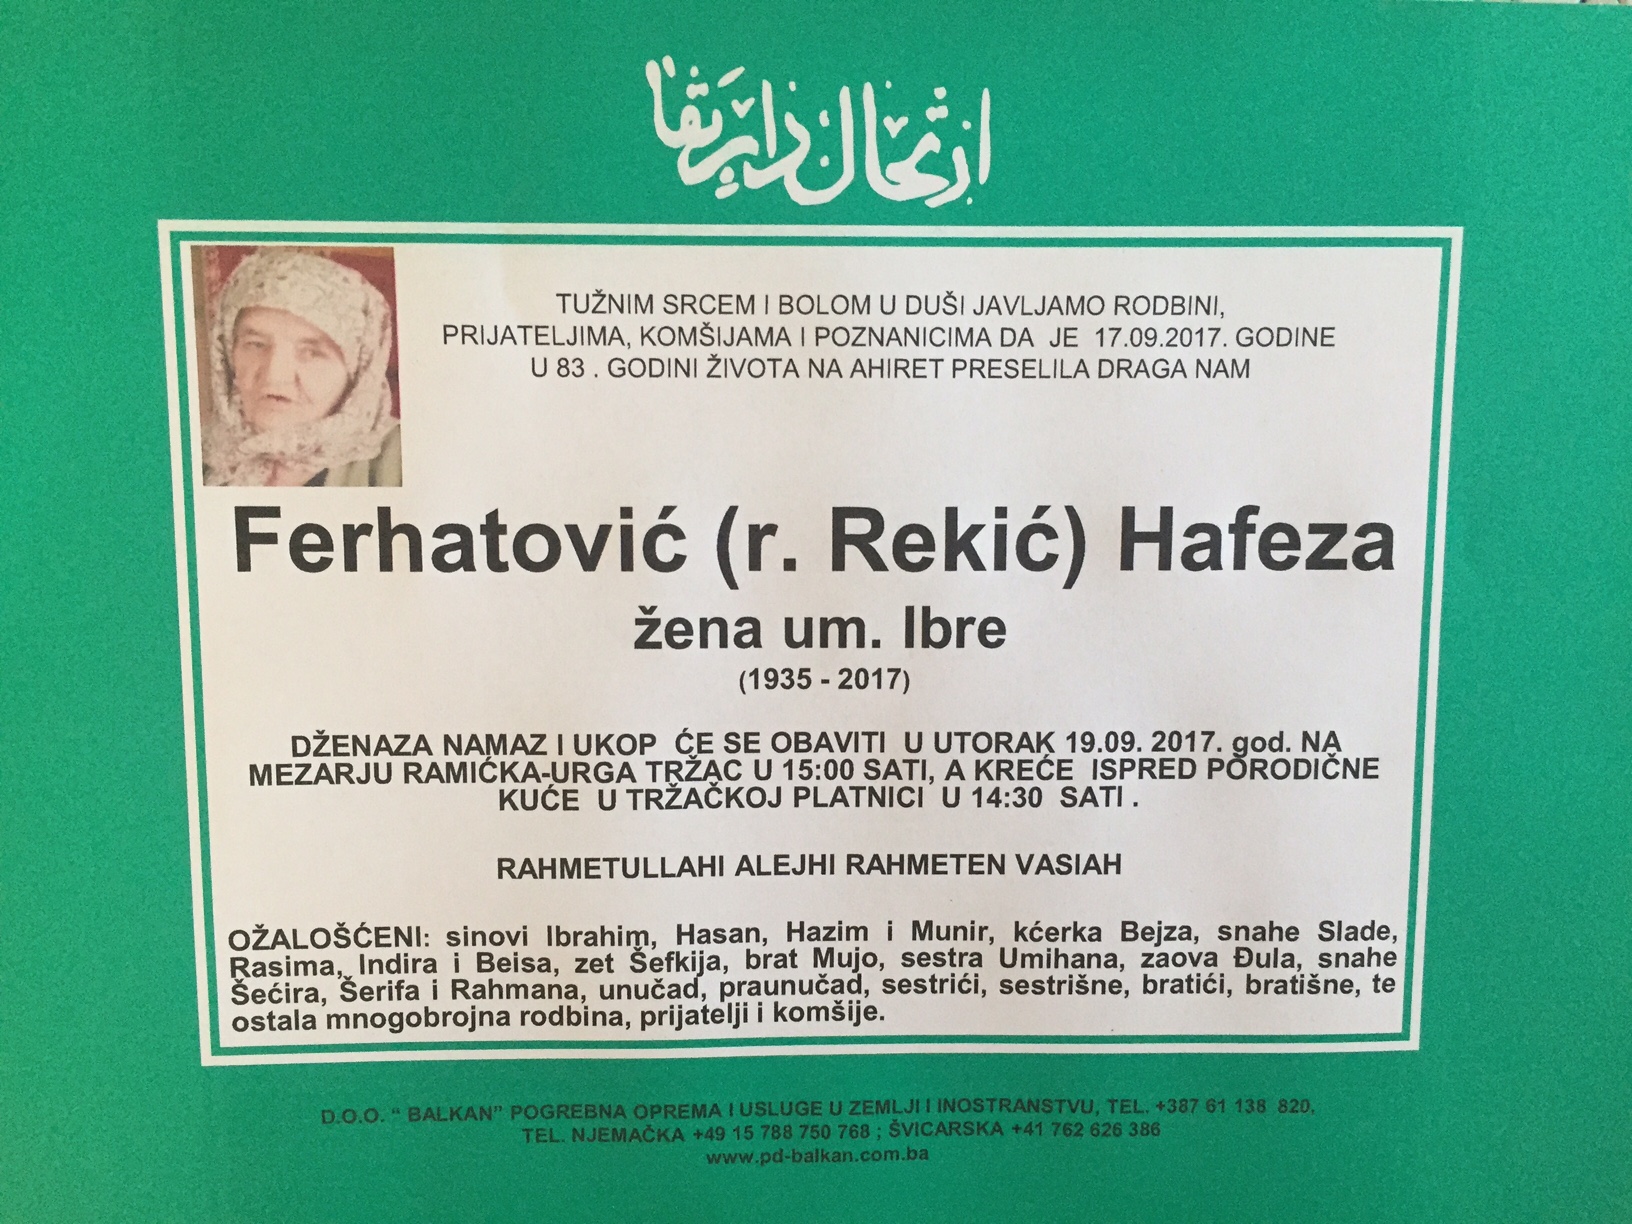 ارتحال دار بقا
TUŽNIM SRCEM I BOLOM U DUŠI JAVLJAMO RODBINI,
PRIJATELJIMA, KOMŠIJAMA I POZNANICIMA DA JE 17.09.2017. GODINE
U 83 . GODINI ŽIVOTA NA AHIRET PRESELILA DRAGA NAM
Ferhatović (r. Rekić) Hafeza
žena um. Ibre
(1935 - 2017)
DŽENAZA NAMAZ I UKOP ĆE SE OBAVITI U UTORAK 19.09. 2017. god. NA
MEZARJU RAMIĆKA-URGA TRŽAC U 15:00 SATI, A KREĆE ISPRED PORODIČNE
KUĆE U TRŽAČKOJ PLATNICI U 14:30 SATI .
RAHMETULLAHI ALEJHI RAHMETEN VASIAH
OŽALOŠĆENI: sinovi Ibrahim, Hasan, Hazim i Munir, kćerka Bejza, snahe Slade,
Rasima, Indira i Beisa, zet Šefkija, brat Mujo, sestra Umihana, zaova Đula, snahe
Šećira, Šerifa i Rahmana, unučad, praunučad, sestrići, sestrišne, bratići, bratišne, te
ostala mnogobrojna rodbina, prijatelji i komšije.
D.O.O. “ BALKAN” POGREBNA OPREMA I USLUGE U ZEMLJI I INOSTRANSTVU, TEL. +387 61 138 820,
TEL. NJEMAČKA +49 15 788 750 768 ; ŠVICARSKA +41 762 626 386
www.pd-balkan.com.ba